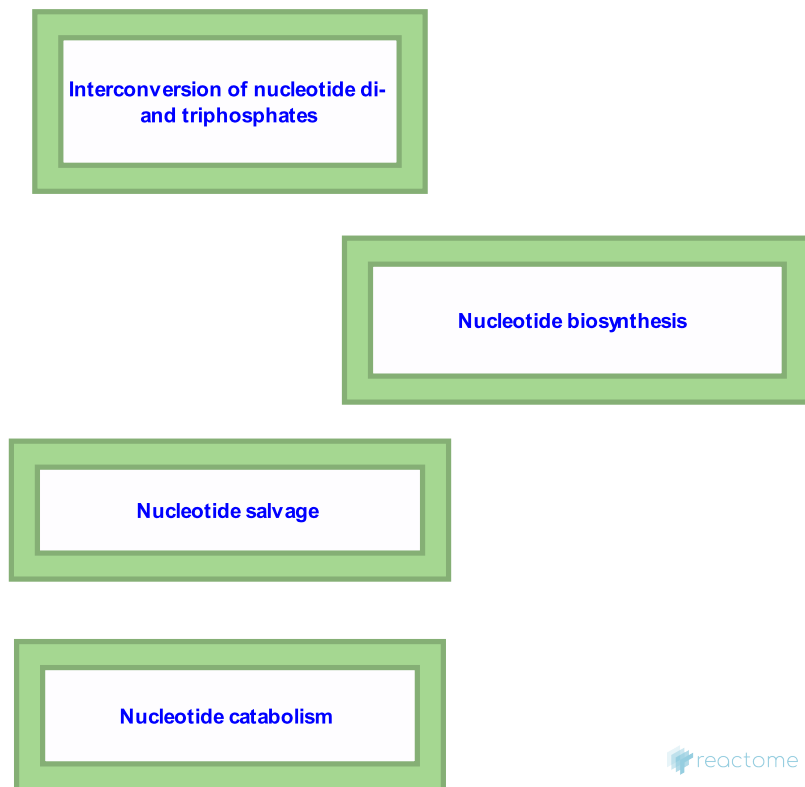 Interconversion of nucleotide di-
and triphosphates
Nucleotide biosynthesis
Nucleotide salvage
Nucleotide catabolism
reactome